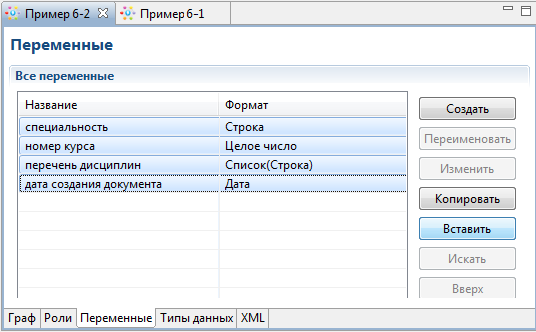 Пример 6-2 Пример 6-1
Переменные
Все переменные
Название Формат
специальность Строка
номер курса Целое число
перечень дисциплин Список(Строка)
дата создания документа Дата
Создать
Переименовать
Изменить
Копировать
Вставить
Искать
Вверх
Граф Роли Переменные Типы данных XML